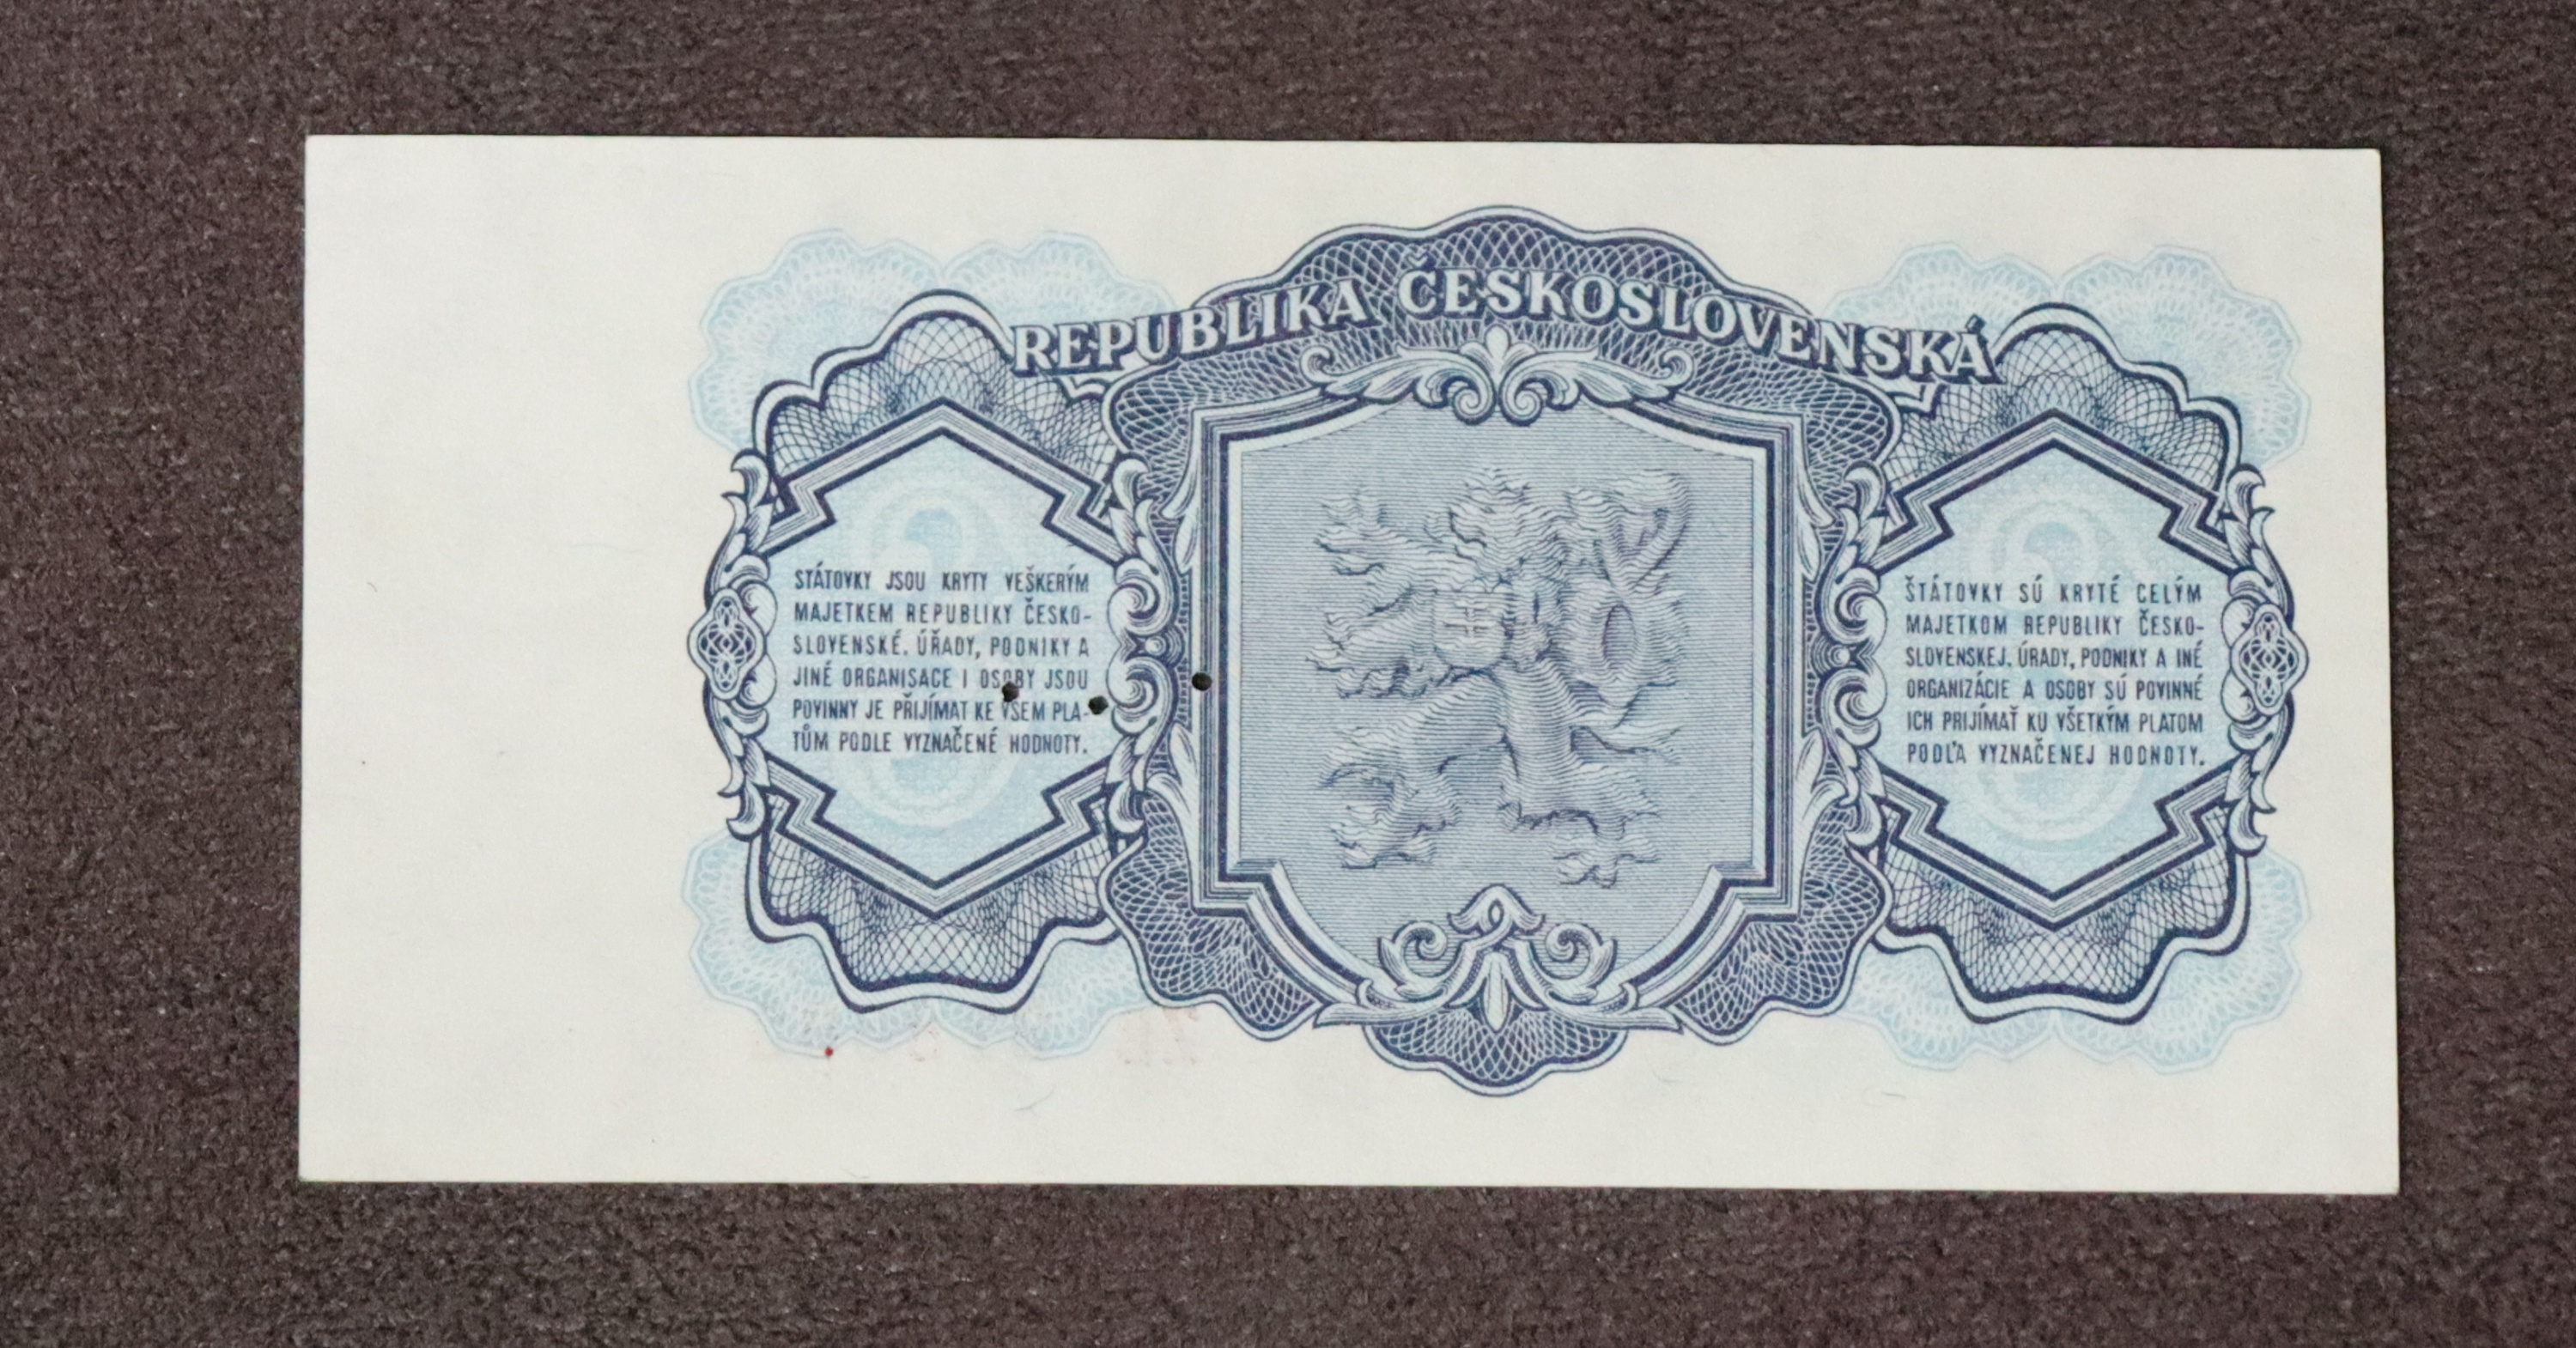 REPUBLIKA ČESKOSLOVENSKÁ
STÁTOVKY JSOU KRYTY VEŠKERÝM
MAJETKEM REPUBLIKY ČESKO-
SLOVENSKÉ. ÚŘADY, PODNIKY A
JINÉ ORGANISACE I OSOBY JSOU
POVINNY JE PŘIJÍMAT KE VŠEM PLA-
TŮM PODLE VYZNAČENÉ HODNOTY.
ŠTÁTOVKY SÚ KRYTÉ CELÝM
MAJETKOM REPUBLIKY ČESKO-
SLOVENSKEJ. ÚRADY, PODNIKY A INÉ
ORGANIZÁCIE A OSOBY SÚ POVINNÉ
ICH PRIJÍMAŤ KU VŠETKÝM PLATOM
PODĽA VYZNAČENEJ HODNOTY.